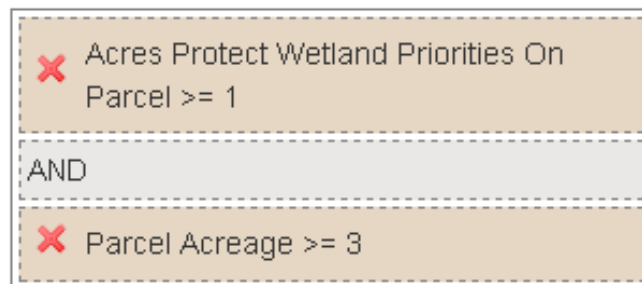 Acres Protect Wetland Priorities On
Parcel >= 1
AND
Parcel Acreage >= 3